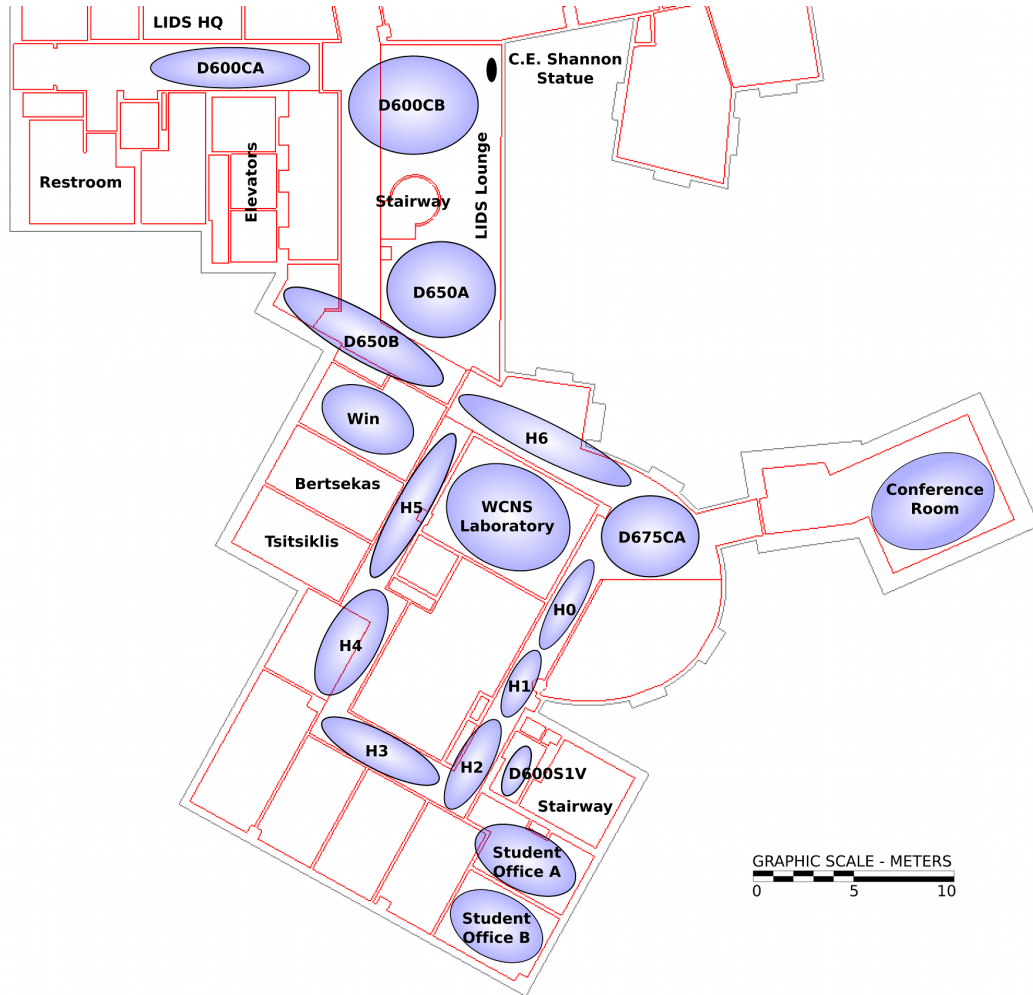 LIDS HQ
D600CA
C.E. Shannon
Statue
D600CB
Restroom
Elevators
LIDS Lounge
Stairway
D650A
D650B
Win
H6
Bertsekas
Conference
Room
H5
WCNS
Laboratory
Tsitsiklis
D675CA
H0
H4
H1
H3
H2
D600S1V
Stairway
Student
Office A
GRAPHIC SCALE - METERS
0 5 10
Student
Office B